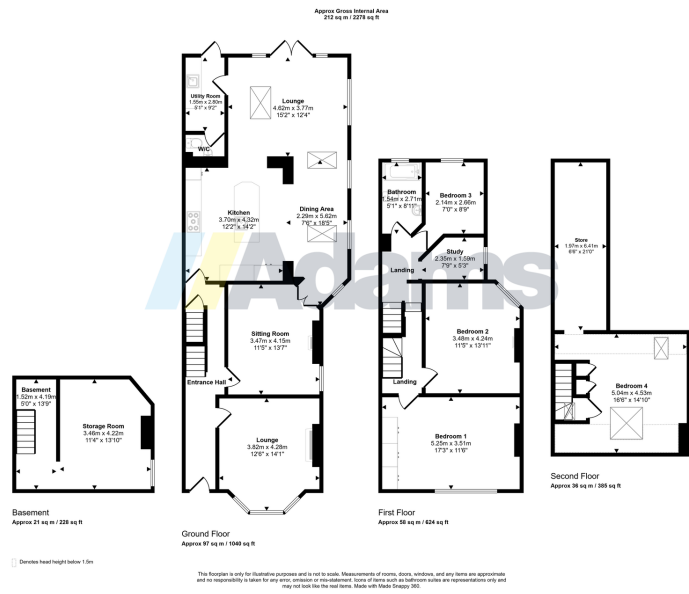 Approx Gross Internal Area
212 sq m / 2278 sq ft
Utility Room
1.55m x 2.80m
5'1" x 9'2"
Lounge
4.62m x 3.77m
15'2" x 12'4"
W/C
Kitchen
3.70m x 4.32m
12'2" x 14'2"
Dining Area
2.29m x 5.62m
7'6" x 18'5"
Sitting Room
3.47m x 4.15m
11'5" x 13'7"
Entrance Hall
Lounge
3.82m x 4.28m
12'6" x 14'1"
Basement
1.52m x 4.19m
5'0" x 13'9"
Storage Room
3.46m x 4.22m
11'4" x 13'10"
Bathroom
1.54m x 2.71m
5'1" x 8'11"
Bedroom 3
2.14m x 2.66m
7'0" x 8'9"
Study
2.35m x 1.59m
7'9" x 5'3"
Landing
Bedroom 2
3.48m x 4.24m
11'5" x 13'11"
Landing
Bedroom 1
5.25m x 3.51m
17'3" x 11'6"
Store
1.97m x 6.41m
6'6" x 21'0"
Bedroom 4
5.04m x 4.53m
16'6" x 14'10"
Adams
Basement
Approx 21 sq m / 228 sq ft
Ground Floor
Approx 97 sq m / 1040 sq ft
First Floor
Approx 58 sq m / 624 sq ft
Second Floor
Approx 36 sq m / 385 sq ft
Denotes head height below 1.5m
This floorplan is only for illustrative purposes and is not to scale. Measurements of rooms, doors, windows, and any items are approximate
and no responsibility is taken for any error, omission or mis-statement. Icons of items such as bathroom suites are representations only and
may not look like the real items. Made with Made Snappy 360.